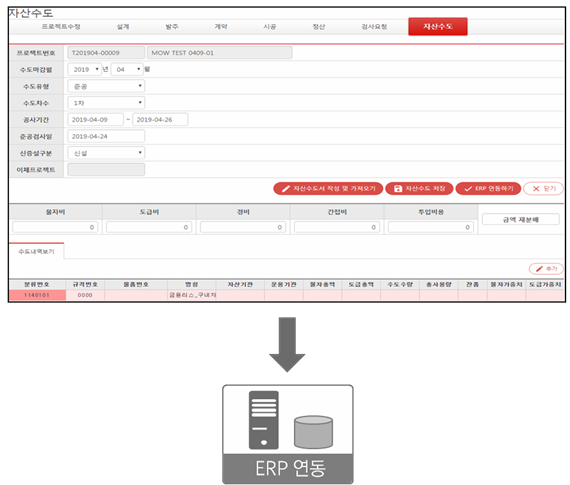 자산수도
프로젝트수정 설계 발주 계약 시공 정산 검사요청 자산수도
프로젝트번호 T201904-00009 MOW TEST 0409-01
수도마감월 2019 년 04 월
수도유형 준공
수도차수 1차
공사기간 2019-04-09 ~ 2019-04-26
준공검사일 2019-04-24
신증설구분 신설
이체프로젝트
자산수도서 작성 및 가져오기 자산수도 저장 ERP 연동하기 닫기
물자비 도급비 경비 간접비 투입비용 금액 재분배
0 0 0 0 0
수도내역보기
추가
분류번호 규격번호 물품번호 명칭 자산기관 운용기관 물자총액 도급총액 수도수량 총사용량 잔품 물자가중치 도급가중치
1140101 0000 금융리스_구내자
ERP 연동